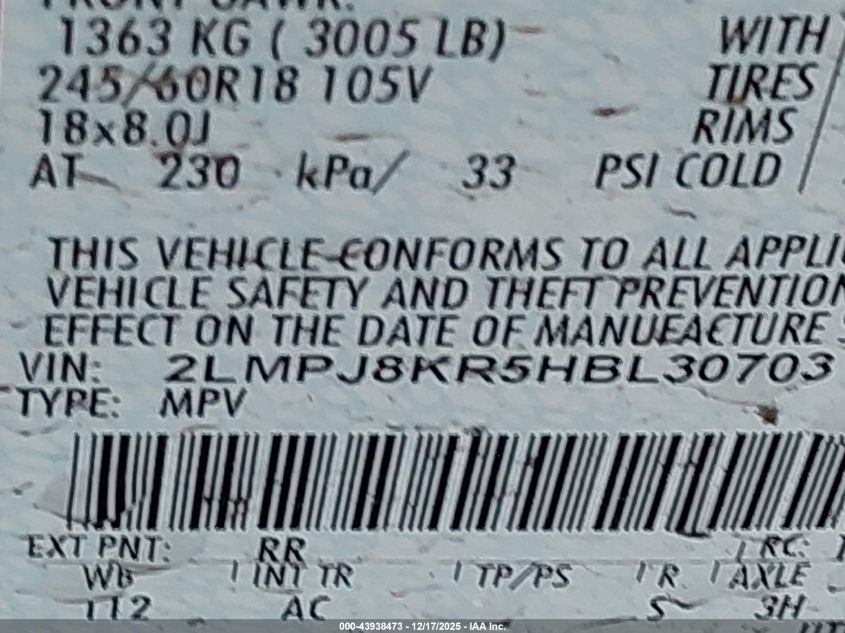 1363 KG ( 3005 LB) WITH
245/60R18 105V TIRES
18x8.0J RIMS
AT 230 kPa/ 33 PSI COLD
THIS VEHICLE CONFORMS TO ALL
VEHICLE SAFETY AND THEFT PREVENTION
EFFECT ON THE DATE OF MANUFACTURE
VIN: 2LMPJ8KR5HBL30703
TYPE: MPV
EXT PNT: RR RC:
WB INT TR TP/PS R AXLE
112 AC S 3H
000-43938473 - 12/17/2025 - IAA Inc.